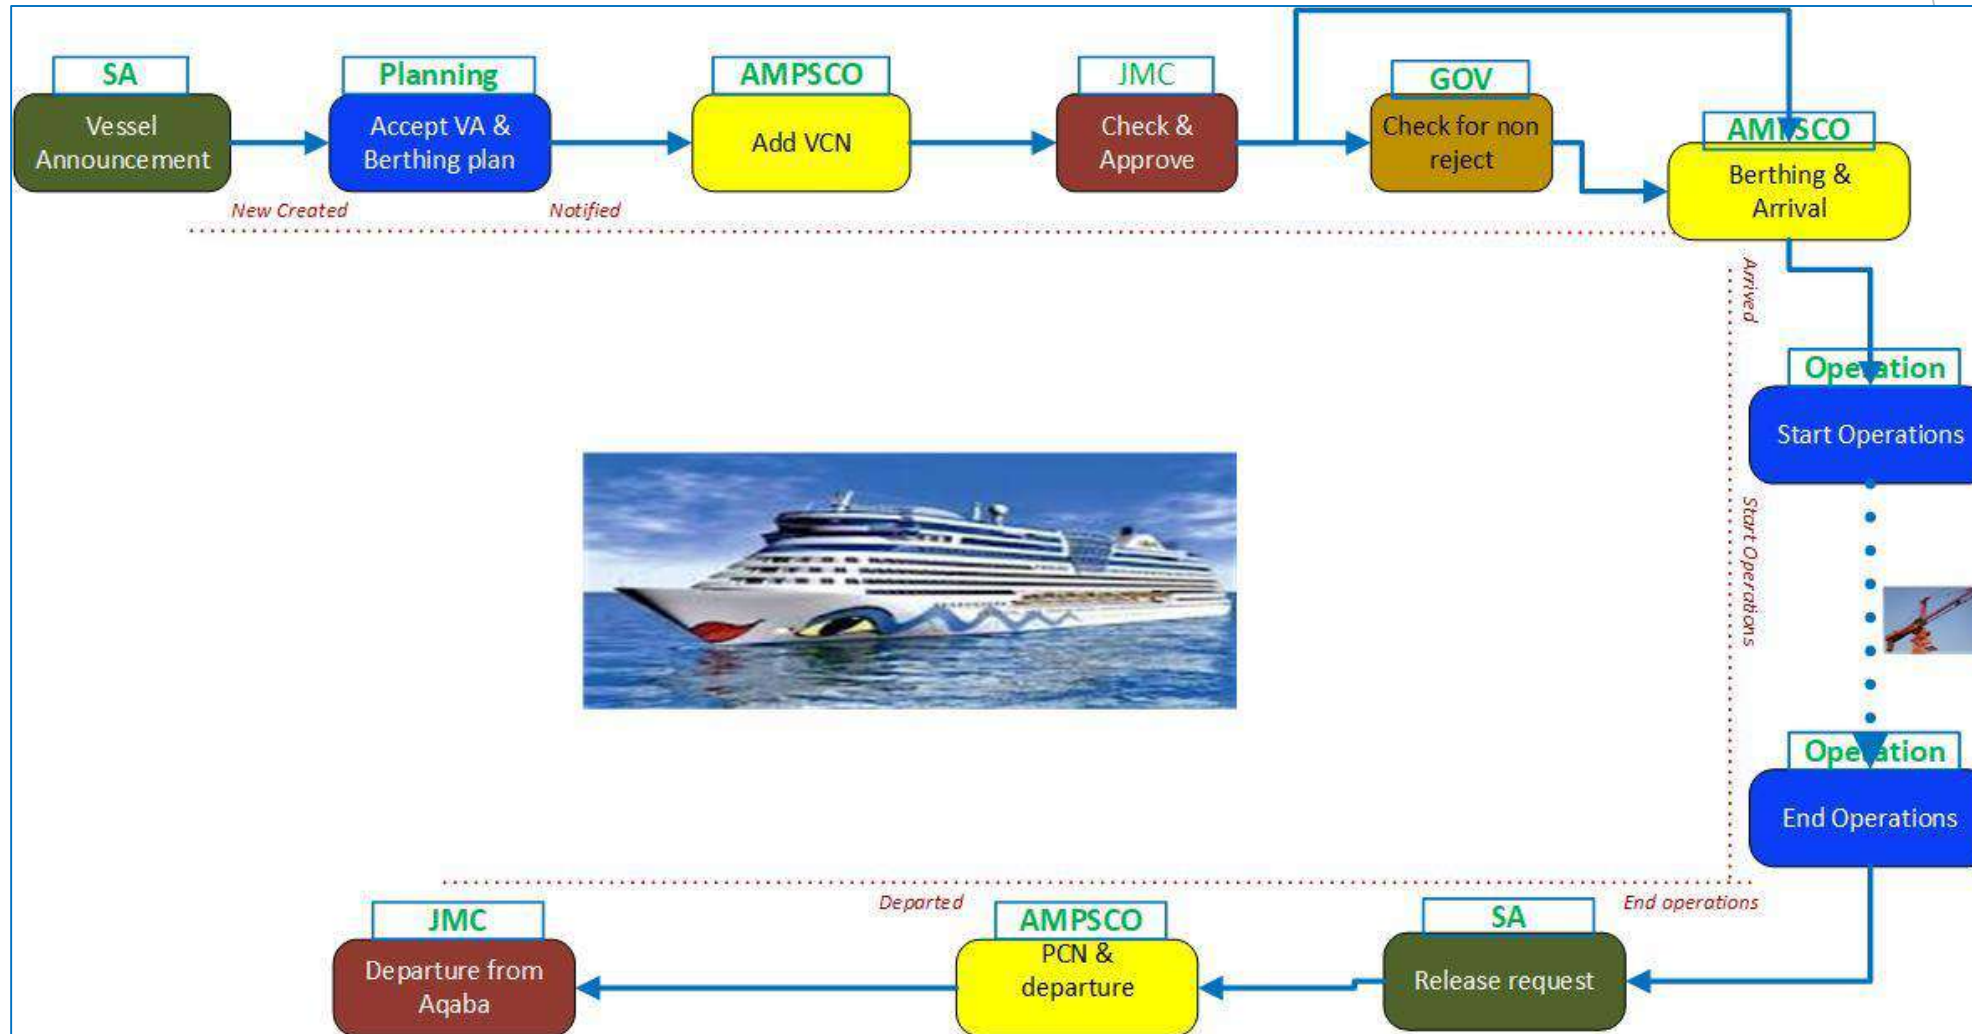 SA
Vessel
Announcement
Planning
Accept VA &
Berthing plan
AMPSCO
Add VCN
JMC
Check &
Approve
GOV
Check for non
reject
AMPSCO
Berthing &
Arrival
New Created
Notified
Arrived
Operation
Start Operations
Start Operations
Operation
End Operations
End operations
Departed
SA
Release request
AMPSCO
PCN &
departure
JMC
Departure from
Aqaba